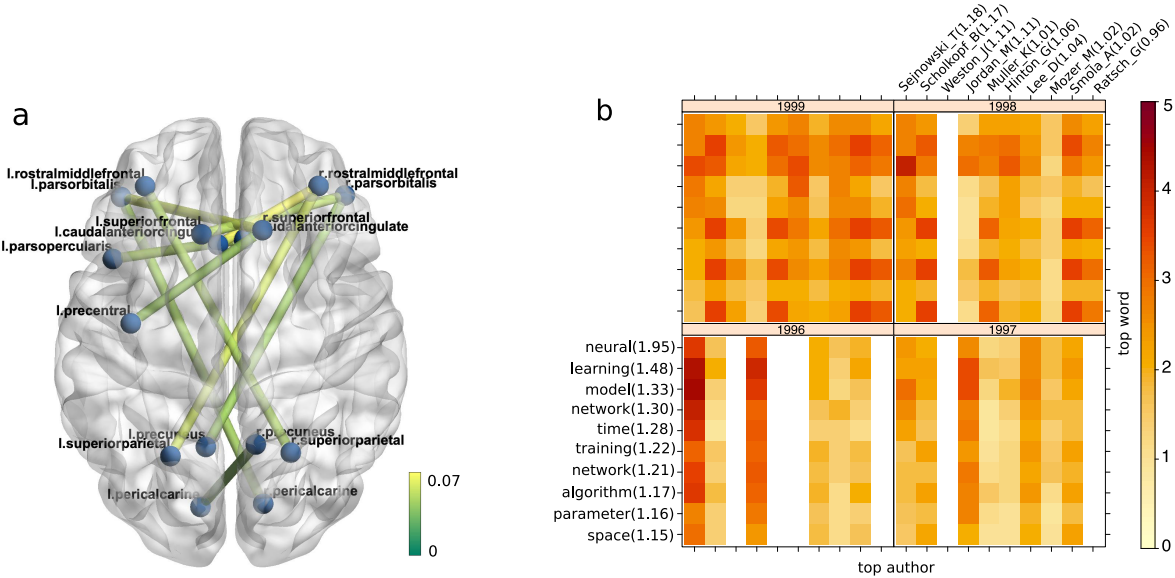 a
l.rostralmiddlefrontal
r.rostralmiddlefrontal
l.parsorbitalis
r.parsorbitalis
l.superiorfrontal
r.superiorfrontal
l.caudalanteriorcingu
udalanteriorcingulate
l.parsopercularis
l.precentral
l.precuneus
r.precuneus
l.superiorparietal
r.superiorparietal
l.pericalcarine
r.pericalcarine
0.07
0
b
Sejnowski_T(1.18)
Scholkopf_B(1.17)
Weston_J(1.11)
Jordan_M(1.11)
Muller_K(1.01)
Hinton_G(1.06)
Lee_D(1.04)
Mozer_M(1.02)
Smola_A(1.02)
Ratsch_G(0.96)
1999
1998
1996
1997
neural(1.95)
learning(1.48)
model(1.33)
network(1.30)
time(1.28)
training(1.22)
network(1.21)
algorithm(1.17)
parameter(1.16)
space(1.15)
top author
top word
5
4
3
2
1
0